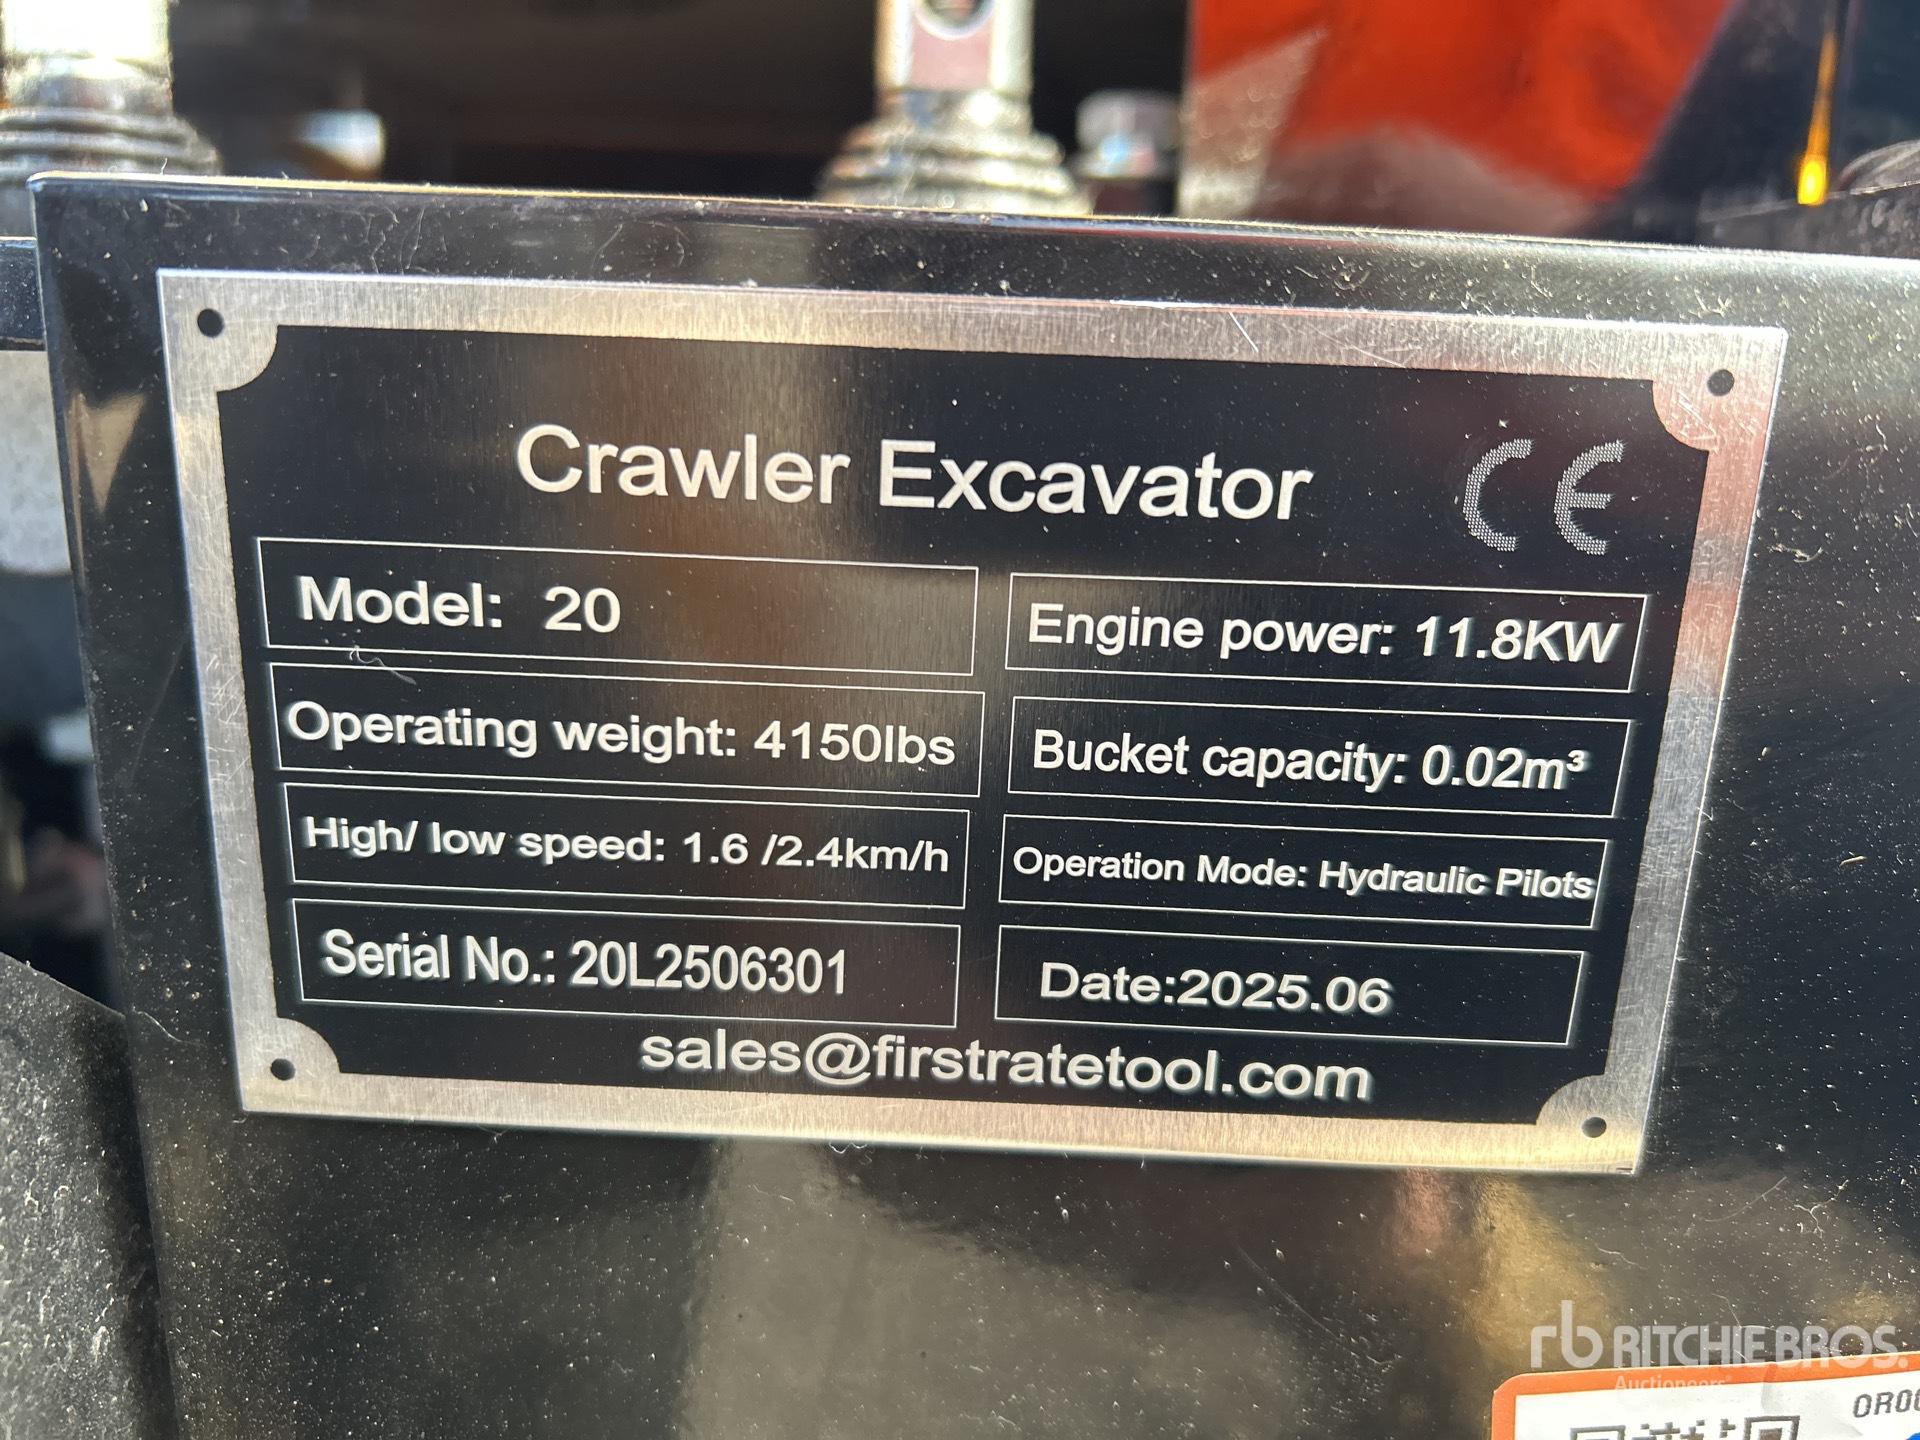 Crawler Excavator CE
Model: 20
Engine power: 11.8KW
Operating weight: 4150lbs
Bucket capacity: 0.02m³
High/ low speed: 1.6 /2.4km/h
Operation Mode: Hydraulic Pilots
Serial No.: 20L2506301
Date:2025.06
sales@firstratetool.com
rb RITCHIE BROS.
Auctioneers